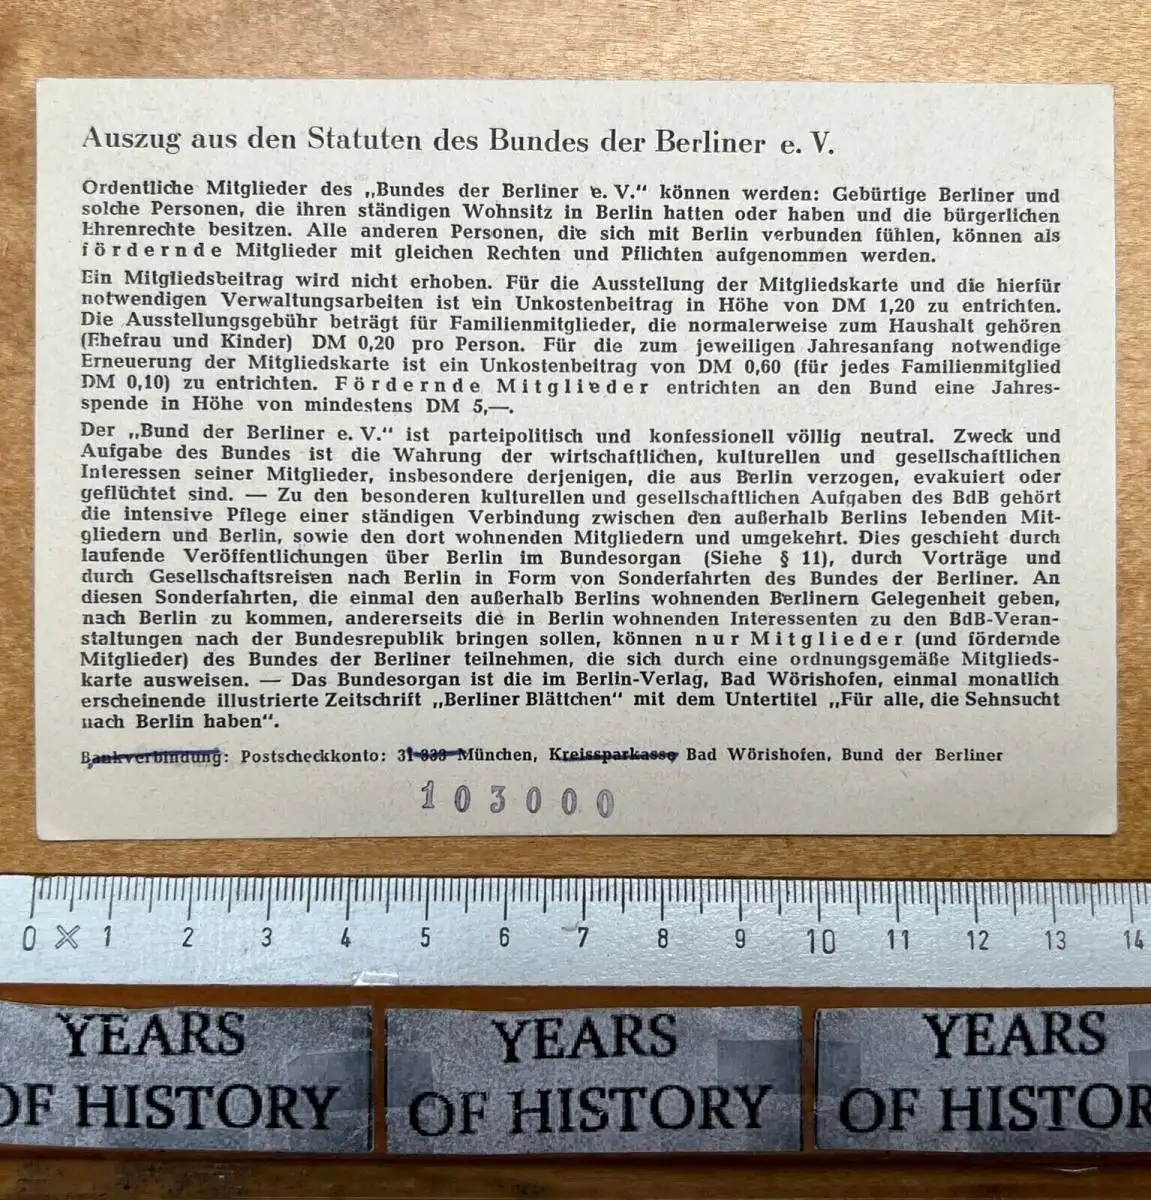 Auszug aus den Statuten des Bundes der Berliner e. V.
Ordentliche Mitglieder des „Bundes der Berliner e. V.“ können werden: Gebürtige Berliner und
solche Personen, die ihren ständigen Wohnsitz in Berlin hatten oder haben und die bürgerlichen
Ehrenrechte besitzen. Alle anderen Personen, die sich mit Berlin verbunden fühlen, können als
fördernde Mitglieder mit gleichen Rechten und Pflichten aufgenommen werden.
Ein Mitgliedsbeitrag wird nicht erhoben. Für die Ausstellung der Mitgliedskarte und die hierfür
notwendigen Verwaltungsarbeiten ist ein Unkostenbeitrag in Höhe von DM 1,20 zu entrichten.
Die Ausstellungsgebühr beträgt für Familienmitglieder, die normalerweise zum Haushalt gehören
(Ehefrau und Kinder) DM 0,20 pro Person. Für die zum jeweiligen Jahresanfang notwendige
Erneuerung der Mitgliedskarte ist ein Unkostenbeitrag von DM 0,60 (für jedes Familienmitglied
DM 0,10) zu entrichten. Fördernde Mitglieder entrichten an den Bund eine Jahres-
spende in Höhe von mindestens DM 5,—.
Der „Bund der Berliner e. V.“ ist parteipolitisch und konfessionell völlig neutral. Zweck und
Aufgabe des Bundes ist die Wahrung der wirtschaftlichen, kulturellen und gesellschaftlichen
Interessen seiner Mitglieder, insbesondere derjenigen, die aus Berlin verzogen, evakuiert oder
geflüchtet sind. — Zu den besonderen kulturellen und gesellschaftlichen Aufgaben des BdB gehört
die intensive Pflege einer ständigen Verbindung zwischen den außerhalb Berlins lebenden Mit-
gliedern und Berlin, sowie den dort wohnenden Mitgliedern und umgekehrt. Dies geschieht durch
laufende Veröffentlichungen über Berlin im Bundesorgan (Siehe § 11), durch Vorträge und
durch Gesellschaftsreisen nach Berlin in Form von Sonderfahrten des Bundes der Berliner. An
diesen Sonderfahrten, die einmal den außerhalb Berlins wohnenden Berlinern Gelegenheit geben,
nach Berlin zu kommen, andererseits die in Berlin wohnenden Interessenten zu den BdB-Veran-
staltungen nach der Bundesrepublik bringen sollen, können nur Mitglieder (und fördernde
Mitglieder) des Bundes der Berliner teilnehmen, die sich durch eine ordnungsgemäße Mitglieds-
karte ausweisen. — Das Bundesorgan ist die im Berlin-Verlag, Bad Wörishofen, einmal monatlich
erscheinende illustrierte Zeitschrift „Berliner Blättchen“ mit dem Untertitel „Für alle, die Sehnsucht
nach Berlin haben“.
Bankverbindung: Postscheckkonto: 31 München, Kreissparkasse Bad Wörishofen, Bund der Berliner
103000
0 1 2 3 4 5 6 7 8 9 10 11 12 13 14
YEARS YEARS YEARS
OF HISTORY OF HISTORY OF HISTOR